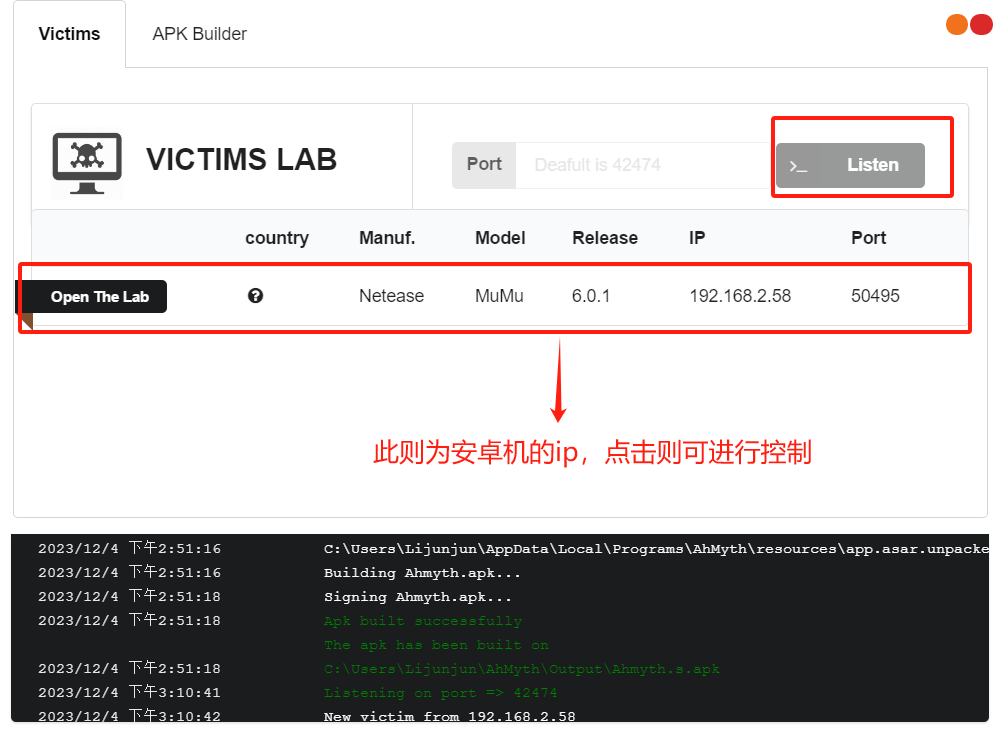 Victims
APK Builder
VICTIMS LAB
Port
Deafult is 42474
>_
Listen
country Manuf. Model Release IP Port
Open The Lab Netease MuMu 6.0.1 192.168.2.58 50495
此则为安卓机的ip，点击则可进行控制
2023/12/4 下午2:51:16 C:\Users\Lijunjun\AppData\Local\Programs\AhMyth\resources\app.asar.unpacke
2023/12/4 下午2:51:16 Building Ahmyth.apk...
2023/12/4 下午2:51:18 Signing Ahmyth.apk...
2023/12/4 下午2:51:18 Apk built successfully
The apk has been built on
2023/12/4 下午2:51:18 C:\Users\Lijunjun\AhMyth\Output\Ahmyth.s.apk
2023/12/4 下午3:10:41 Listening on port => 42474
2023/12/4 下午3:10:42 New victim from 192.168.2.58